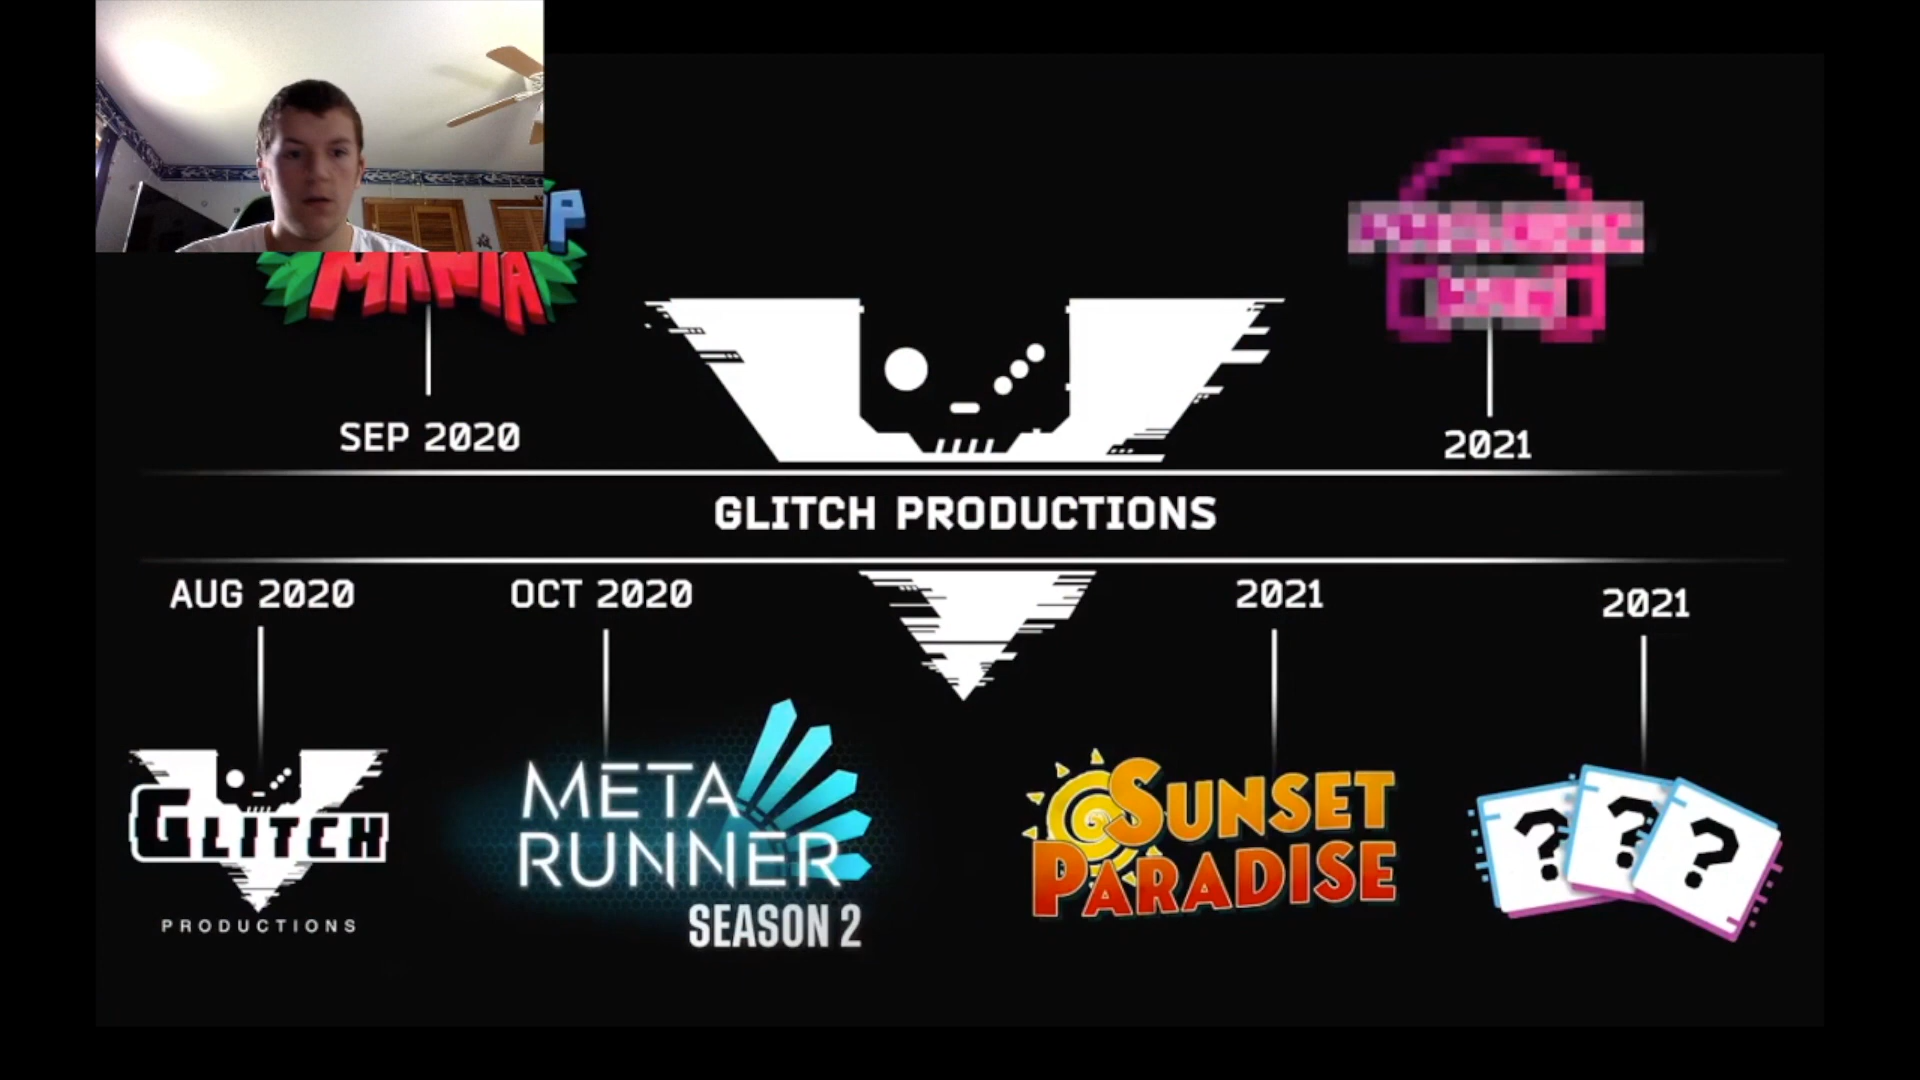 P
MANIA
SEP 2020
2021
GLITCH PRODUCTIONS
AUG 2020
OCT 2020
2021
2021
GLITCH
PRODUCTIONS
META
RUNNER
SEASON 2
SUNSET
PARADISE
? ? ?